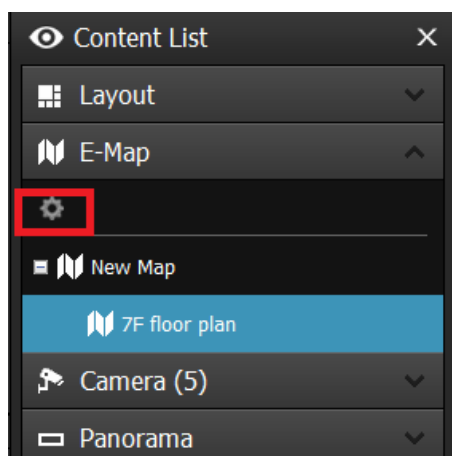 Content List
Layout
E-Map
New Map
7F floor plan
Camera (5)
Panorama